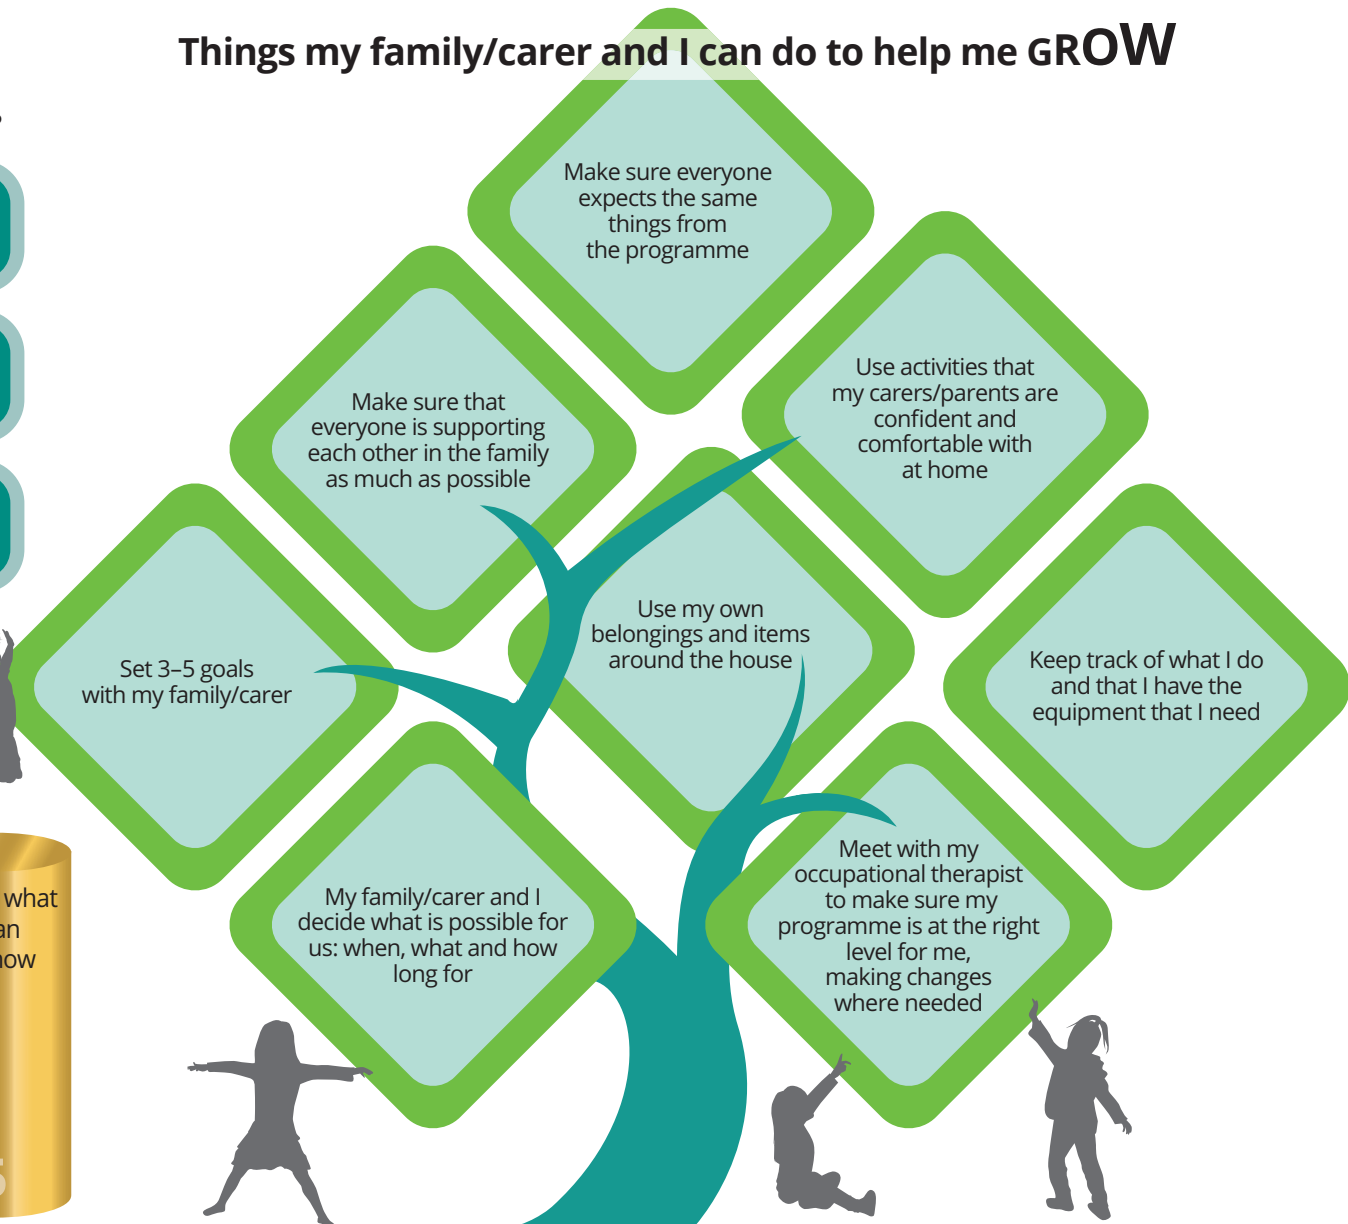 Things my family/carer and I can do to help me GROW
Make sure everyone
expects the same
things from
the programme
Use activities that
my carers/parents are
confident and
comfortable with
at home
Make sure that
everyone is supporting
each other in the family
as much as possible
Use my own
belongings and items
around the house
Set 3–5 goals
with my family/carer
Keep track of what I do
and that I have the
equipment that I need
My family/carer and I
decide what is possible for
us: when, what and how
long for
Meet with my
occupational therapist
to make sure my
programme is at the right
level for me,
making changes
where needed
what